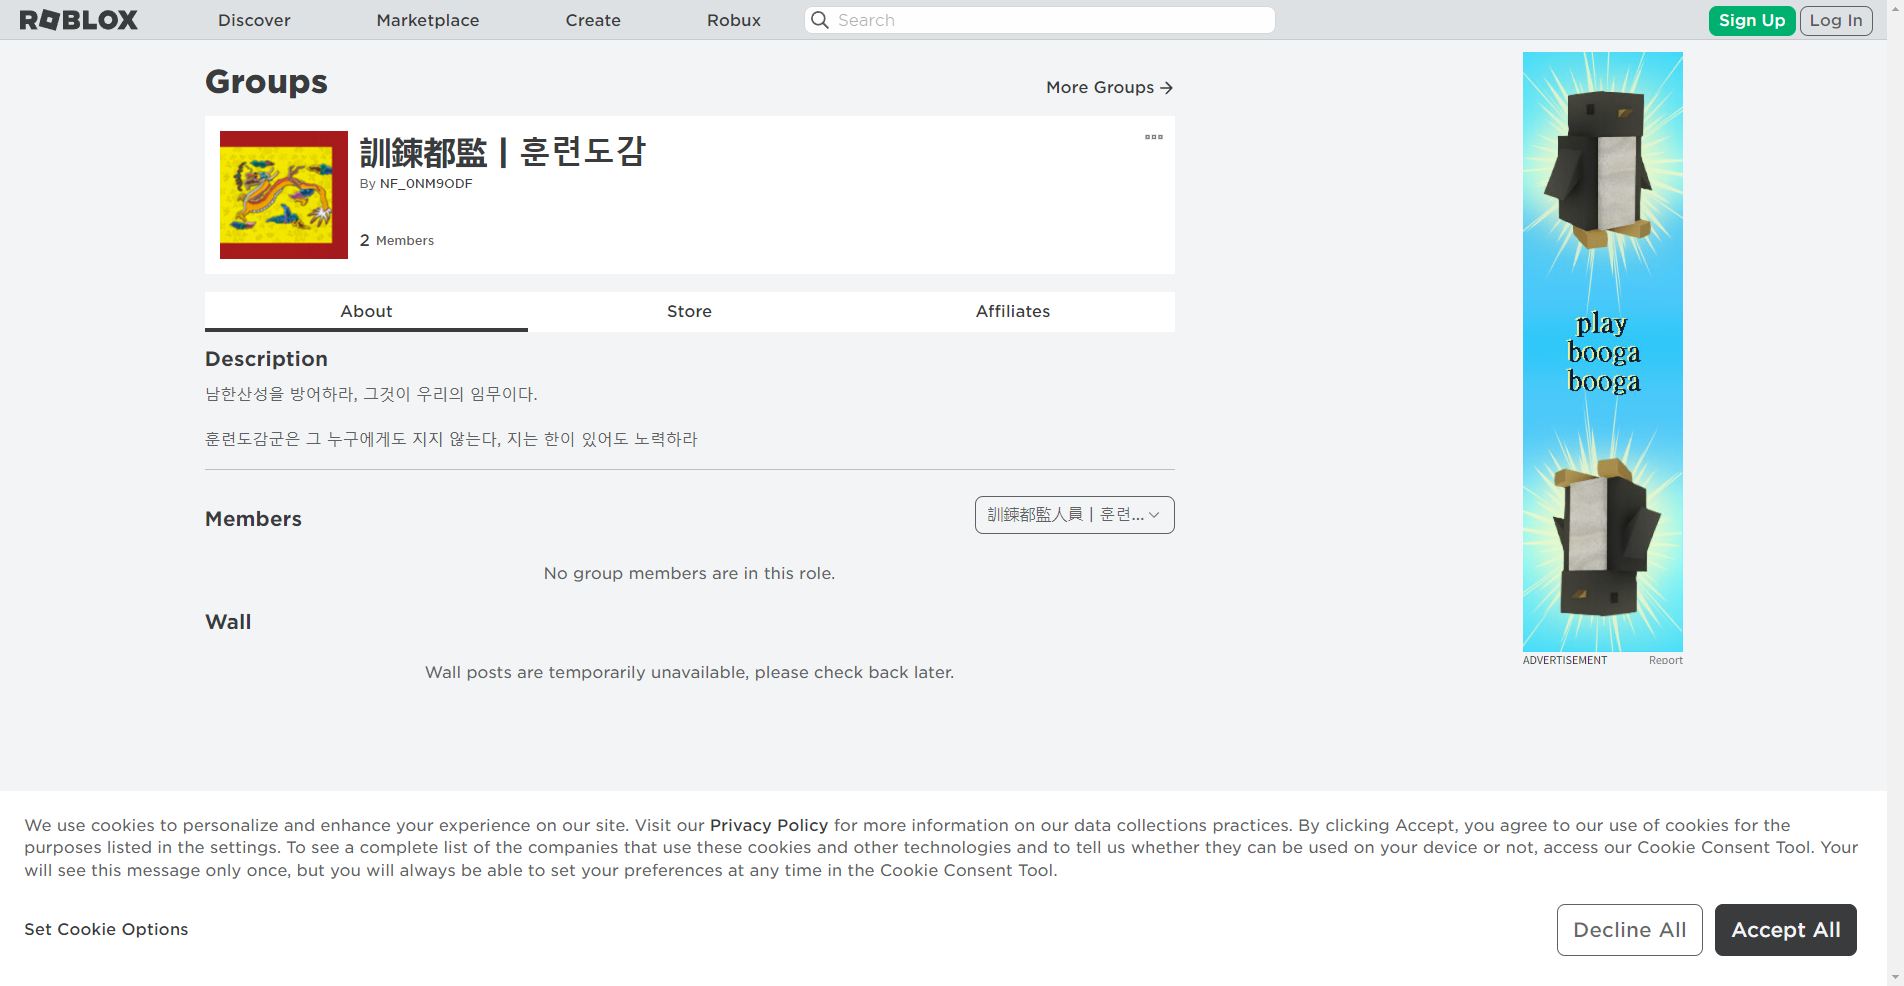 ROBLOX
Discover
Marketplace
Create
Robux
Search
Sign Up
Log In
Groups
More Groups
訓鍊都監 | 훈련도감
By NF_0NM9ODF
2 Members
About
Store
Affiliates
Description
남한산성을 방어하라, 그것이 우리의 임무이다.
훈련도감군은 그 누구에게도 지지 않는다, 지는 한이 있어도 노력하라
Members
訓鍊都監人員 | 훈련...
No group members are in this role.
Wall
Wall posts are temporarily unavailable, please check back later.
play
booga
booga
ADVERTISEMENT
Report
We use cookies to personalize and enhance your experience on our site. Visit our Privacy Policy for more information on our data collections practices. By clicking Accept, you agree to our use of cookies for the
purposes listed in the settings. To see a complete list of the companies that use these cookies and other technologies and to tell us whether they can be used on your device or not, access our Cookie Consent Tool. Your
will see this message only once, but you will always be able to set your preferences at any time in the Cookie Consent Tool.
Set Cookie Options
Decline All
Accept All